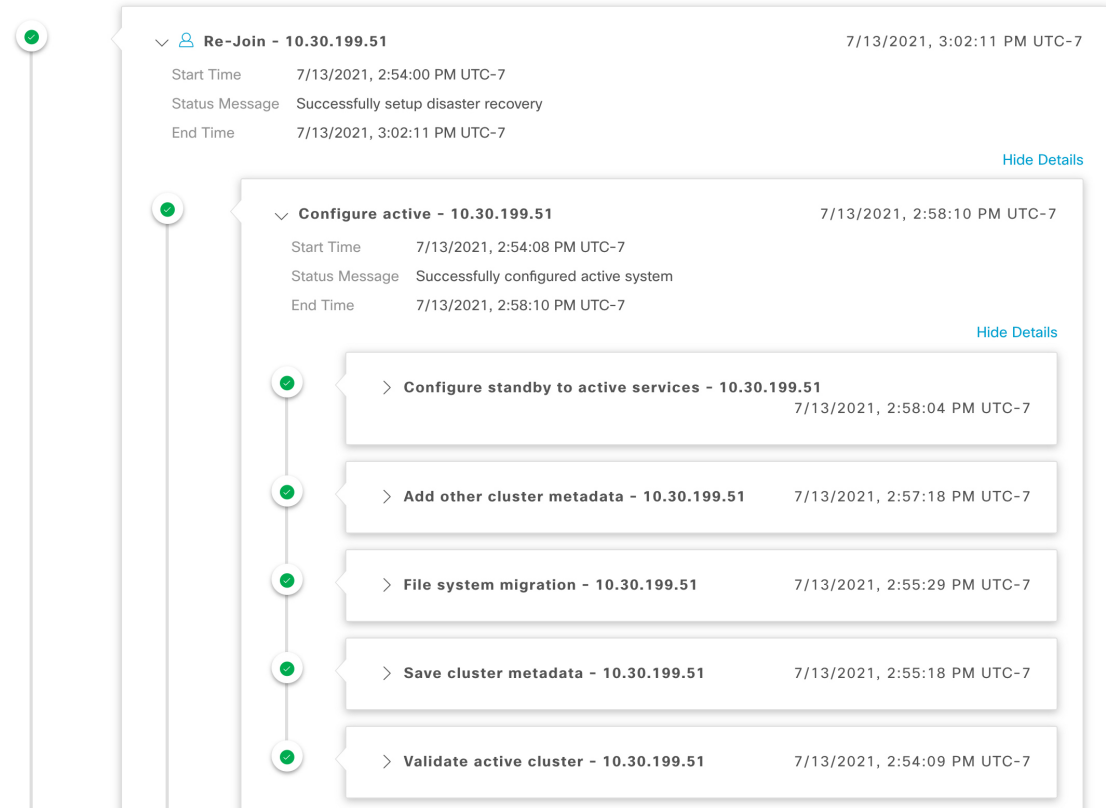 Re-Join - 10.30.199.51 7/13/2021, 3:02:11 PM UTC-7
Start Time 7/13/2021, 2:54:00 PM UTC-7
Status Message Successfully setup disaster recovery
End Time 7/13/2021, 3:02:11 PM UTC-7
Hide Details
Configure active - 10.30.199.51 7/13/2021, 2:58:10 PM UTC-7
Start Time 7/13/2021, 2:54:08 PM UTC-7
Status Message Successfully configured active system
End Time 7/13/2021, 2:58:10 PM UTC-7
Hide Details
Configure standby to active services - 10.30.199.51
7/13/2021, 2:58:04 PM UTC-7
Add other cluster metadata - 10.30.199.51 7/13/2021, 2:57:18 PM UTC-7
File system migration - 10.30.199.51 7/13/2021, 2:55:29 PM UTC-7
Save cluster metadata - 10.30.199.51 7/13/2021, 2:55:18 PM UTC-7
Validate active cluster - 10.30.199.51 7/13/2021, 2:54:09 PM UTC-7